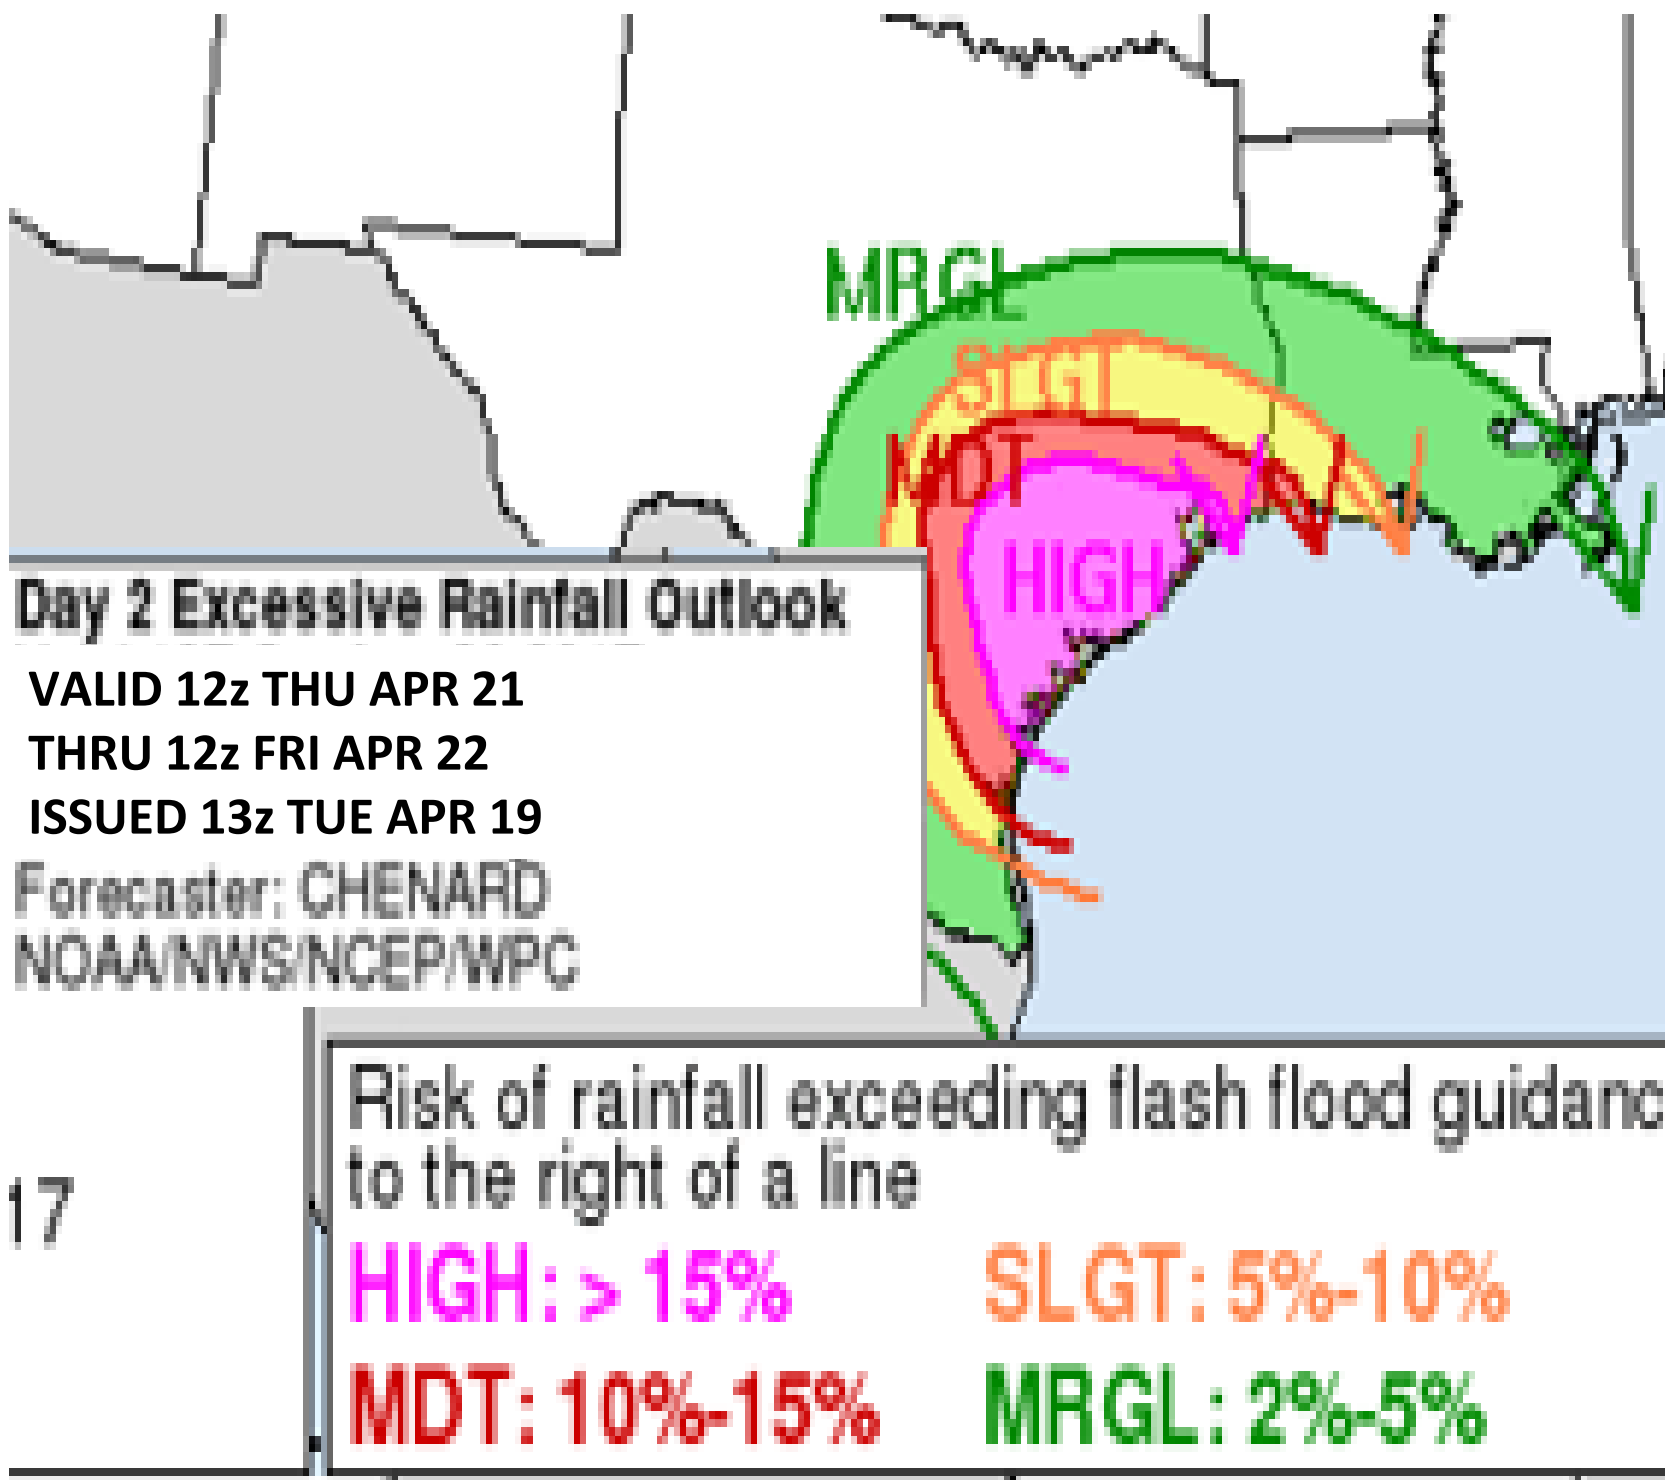 MRGL
SLGT
MDT
HIGH
Day 2 Excessive Rainfall Outlook
VALID 12z THU APR 21
THRU 12z FRI APR 22
ISSUED 13z TUE APR 19
Forecaster: CHENARD
NOAA/NWS/NCEP/WPC
Risk of rainfall exceeding flash flood guidanc
to the right of a line
17
HIGH: > 15% SLGT: 5%-10%
MDT: 10%-15% MRGL: 2%-5%